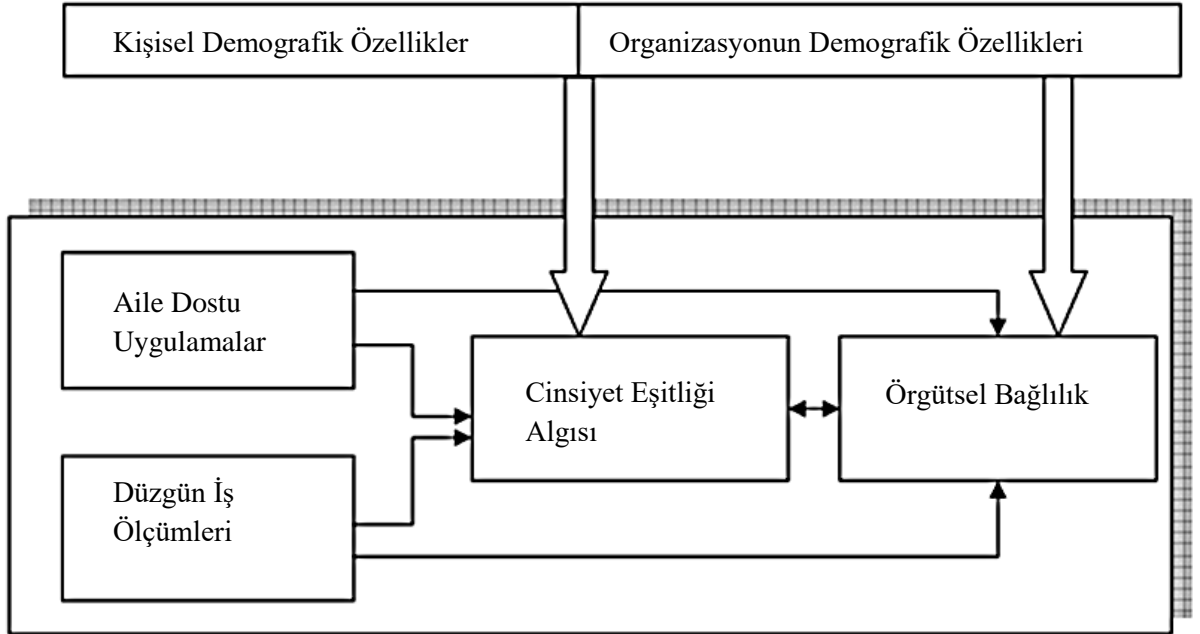 Kişisel Demografik Özellikler
Organizasyonun Demografik Özellikleri
Aile Dostu
Uygulamalar
Cinsiyet Eşitliği
Algısı
Örgütsel Bağlılık
Düzgün İş
Ölçümleri